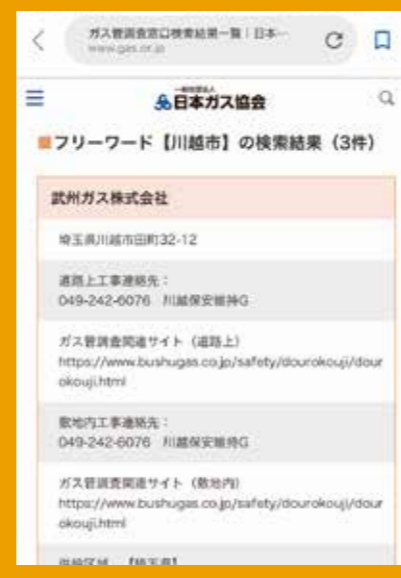 ガス管調査窓口検索結果一覧｜日本…
www.gas.or.jp
一般社団法人
日本ガス協会
フリーワード【川越市】の検索結果（3件）
武州ガス株式会社
埼玉県川越市田町32-12
道路上工事連絡先：
049-242-6076　川越保安維持G
ガス管調査関連サイト（道路上）
https://www.bushugas.co.jp/safety/dourokouji/dour
okouji.html
敷地内工事連絡先：
049-242-6076　川越保安維持G
ガス管調査関連サイト（敷地内）
https://www.bushugas.co.jp/safety/dourokouji/dour
okouji.html
供給区域　【埼玉県】